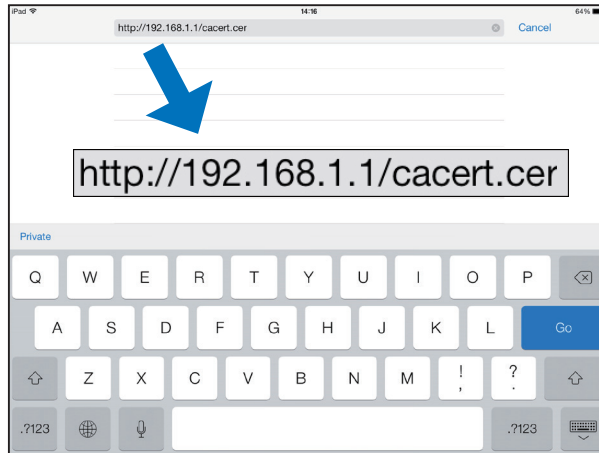 iPad 14:16 64%
http://192.168.1.1/cacert.cer Cancel
http://192.168.1.1/cacert.cer
Private
Q W E R T Y U I O P
A S D F G H J K L Go
Z X C V B N M ! , ? .
.?123 .?123